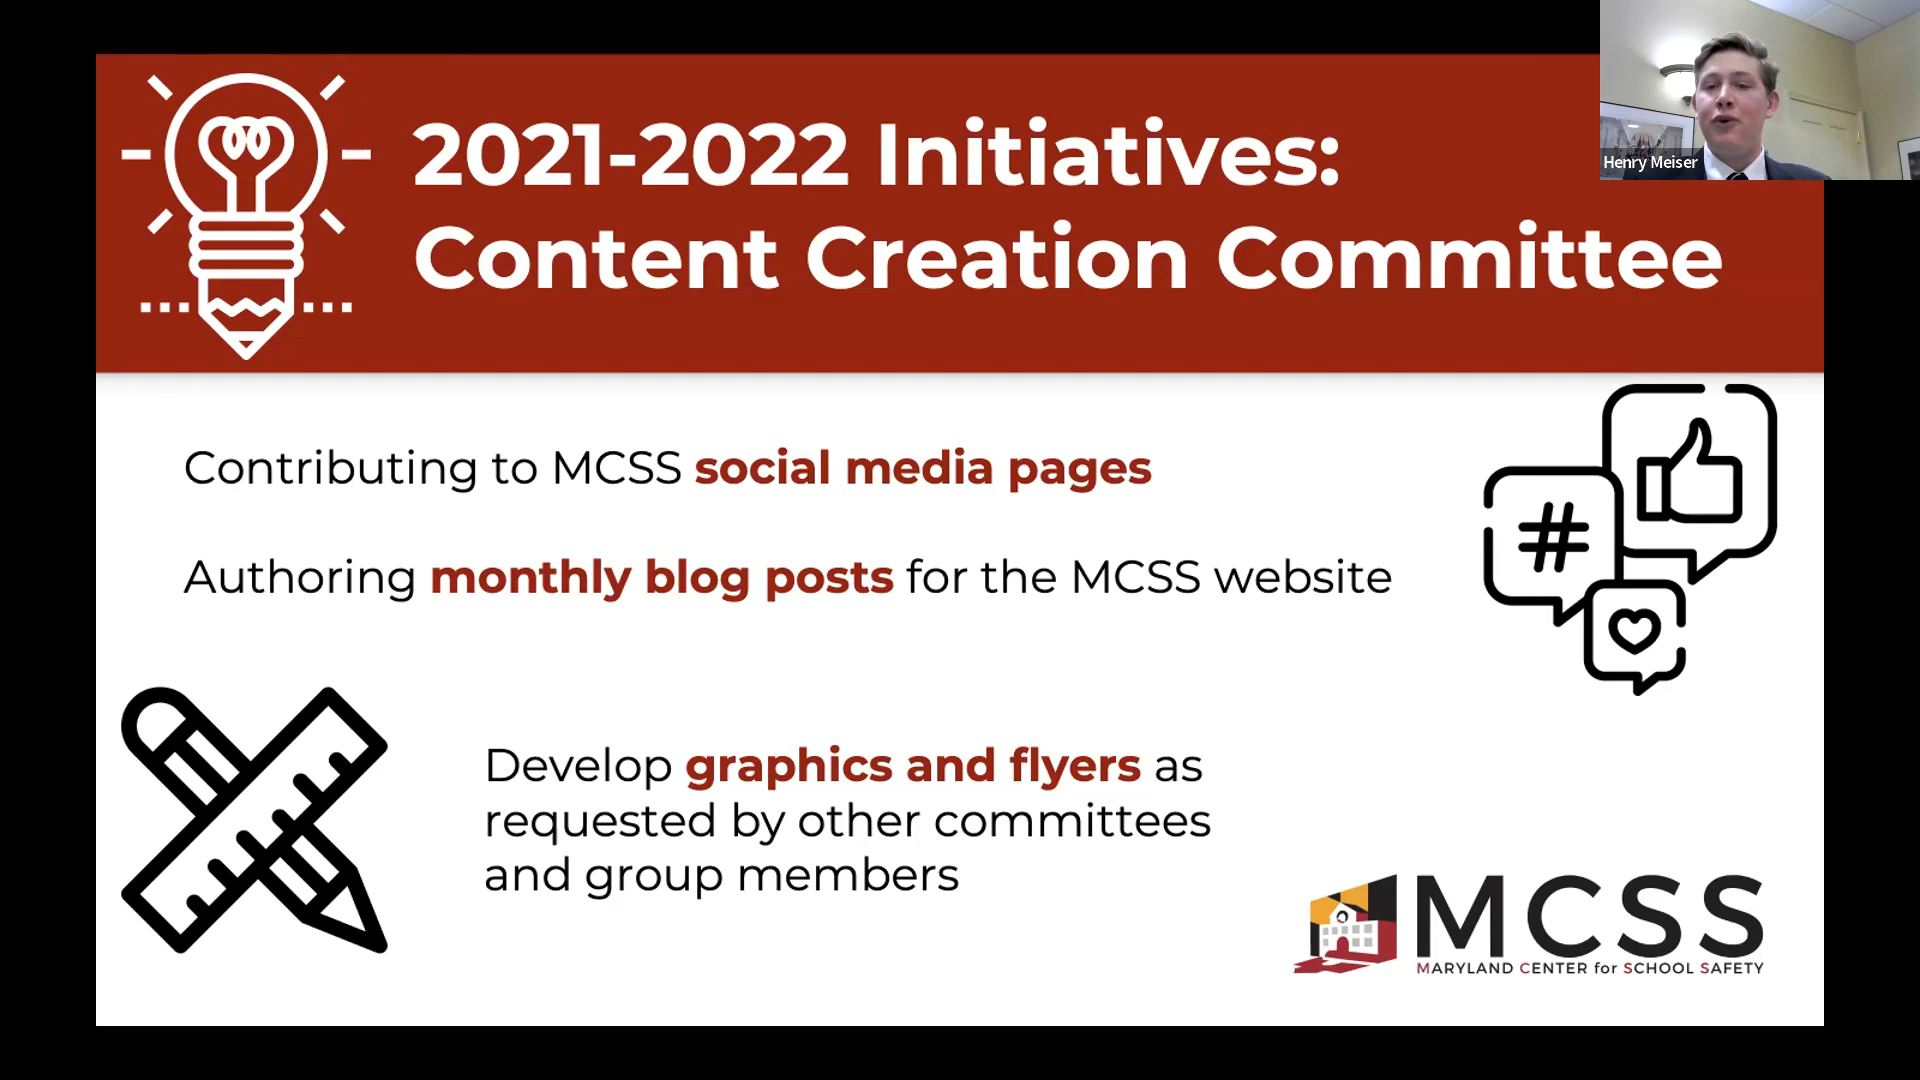 2021-2022 Initiatives:
Content Creation Committee
Henry Meiser
Contributing to MCSS social media pages
Authoring monthly blog posts for the MCSS website
#
Develop graphics and flyers as
requested by other committees
and group members
MCSS
MARYLAND CENTER for SCHOOL SAFETY